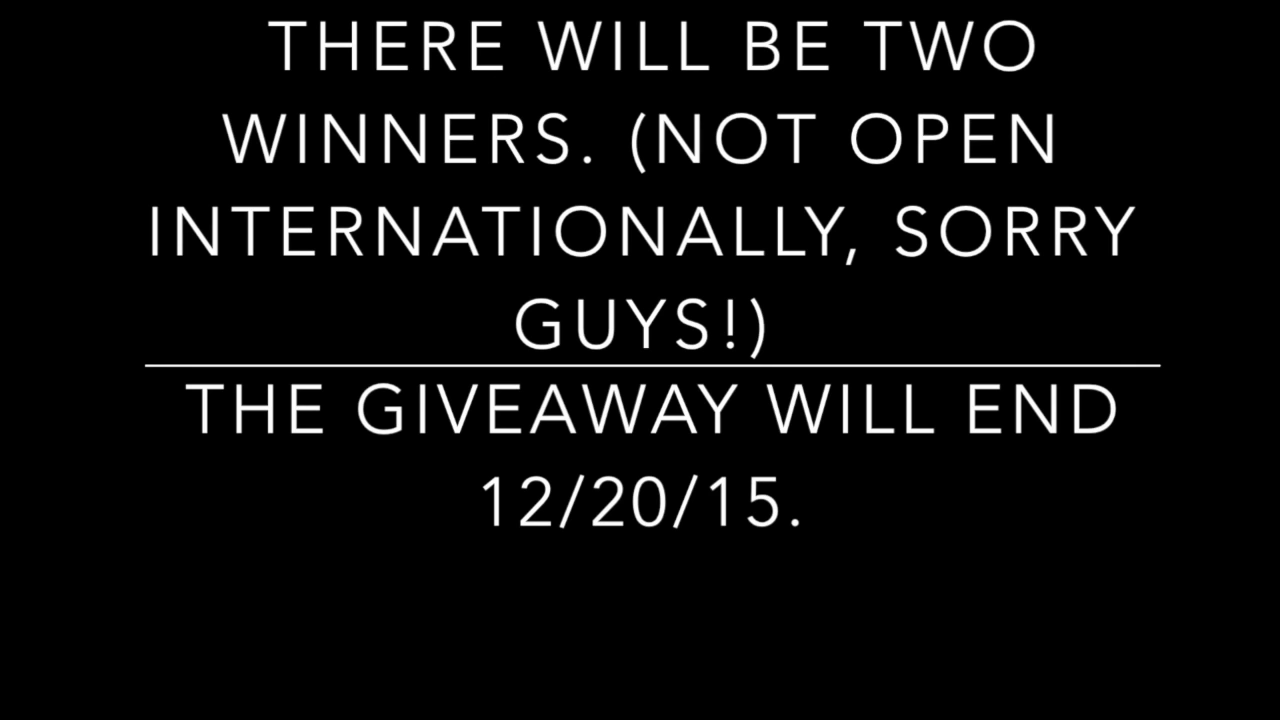 THERE WILL BE TWO
WINNERS. (NOT OPEN
INTERNATIONALLY, SORRY
GUYS!)
THE GIVEAWAY WILL END
12/20/15.